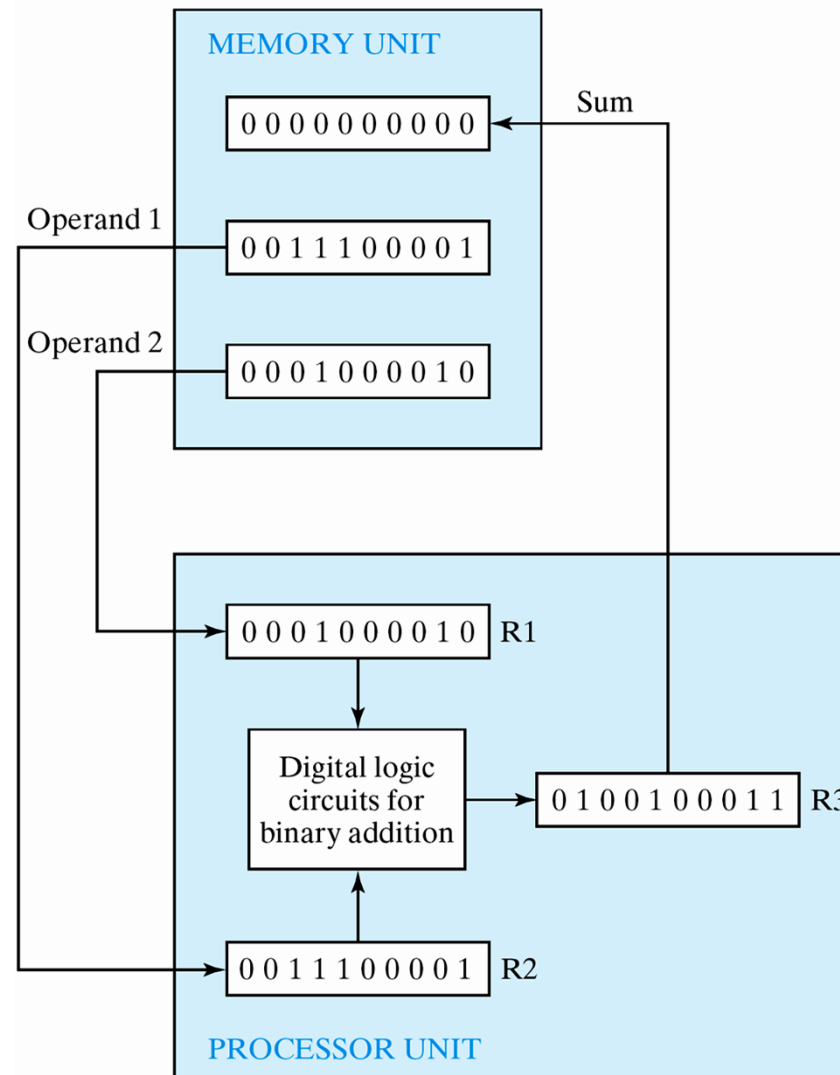 MEMORY UNIT
Sum
0 0 0 0 0 0 0 0 0 0
Operand 1
0 0 1 1 1 0 0 0 0 1
Operand 2
0 0 0 1 0 0 0 0 1 0
0 0 0 1 0 0 0 0 1 0 R1
Digital logic
circuits for
binary addition
0 1 0 0 1 0 0 0 1 1 R3
0 0 1 1 1 0 0 0 0 1 R2
PROCESSOR UNIT